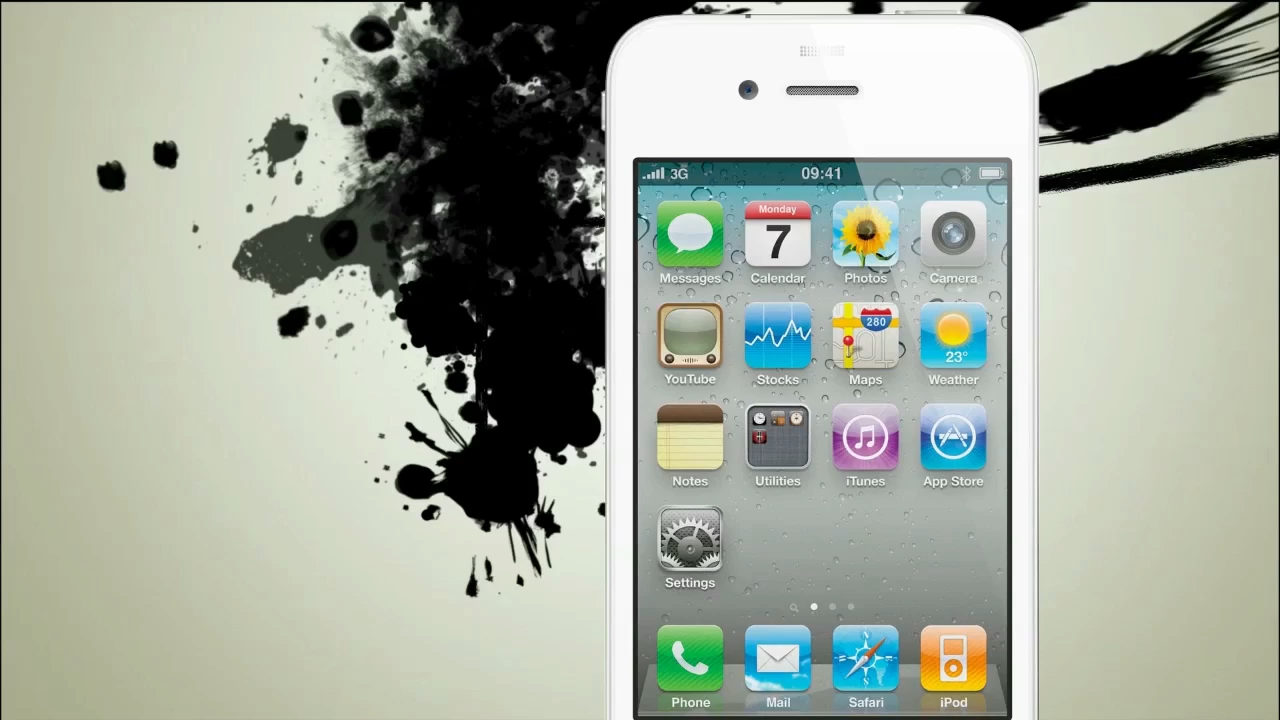 3G 09:41
Monday
7
Messages Calendar Photos Camera
280
23°
YouTube Stocks Maps Weather
Notes Utilities iTunes App Store
Settings
Phone Mail Safari iPod